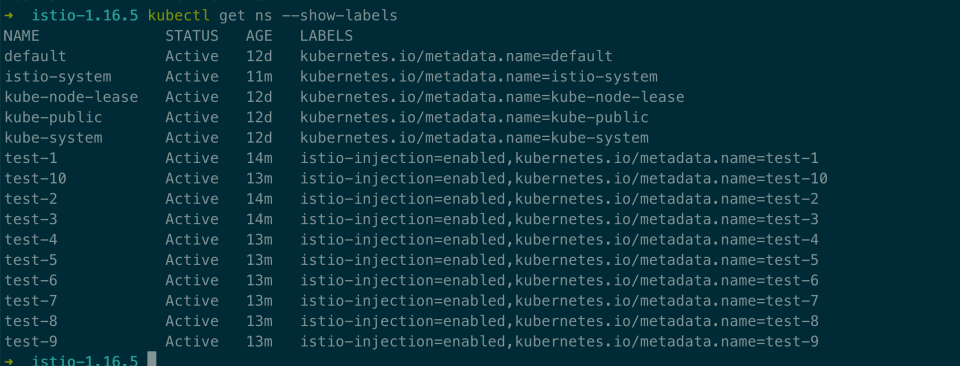 → istio-1.16.5 kubectl get ns --show-labels
NAME STATUS AGE LABELS
default Active 12d kubernetes.io/metadata.name=default
istio-system Active 11m kubernetes.io/metadata.name=istio-system
kube-node-lease Active 12d kubernetes.io/metadata.name=kube-node-lease
kube-public Active 12d kubernetes.io/metadata.name=kube-public
kube-system Active 12d kubernetes.io/metadata.name=kube-system
test-1 Active 14m istio-injection=enabled,kubernetes.io/metadata.name=test-1
test-10 Active 13m istio-injection=enabled,kubernetes.io/metadata.name=test-10
test-2 Active 14m istio-injection=enabled,kubernetes.io/metadata.name=test-2
test-3 Active 14m istio-injection=enabled,kubernetes.io/metadata.name=test-3
test-4 Active 13m istio-injection=enabled,kubernetes.io/metadata.name=test-4
test-5 Active 13m istio-injection=enabled,kubernetes.io/metadata.name=test-5
test-6 Active 13m istio-injection=enabled,kubernetes.io/metadata.name=test-6
test-7 Active 13m istio-injection=enabled,kubernetes.io/metadata.name=test-7
test-8 Active 13m istio-injection=enabled,kubernetes.io/metadata.name=test-8
test-9 Active 13m istio-injection=enabled,kubernetes.io/metadata.name=test-9
→ istio-1.16.5